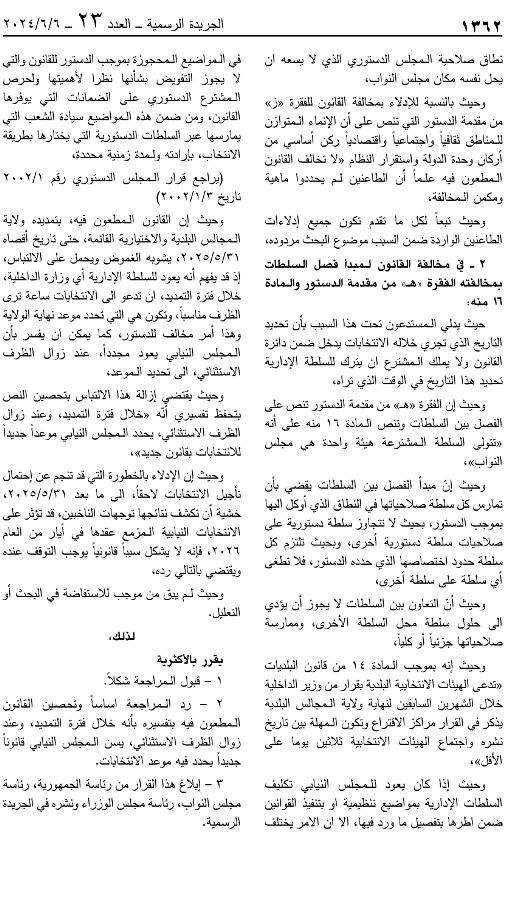 ١٣٦٢
الجريدة الرسمية – العدد ٢٣ – ٢٠٢٤/٦/٦
نطاق صلاحية المجلس الدستوري الذي لا يسعه ان
يحل نفسه مكان مجلس النواب،
وحيث بالنسبة للإدلاء بمخالفة القانون للفقرة «ز»
من مقدمة الدستور التي تنص على أن الإنماء المتوازن
للمناطق ثقافياً واجتماعياً واقتصادياً ركن أساسي من
أركان وحدة الدولة واستقرار النظام «لا تخالف القانون
المطعون فيه علماً أن الطاعنين لم يحددوا ماهية
ومكمن المخالفة،
وحيث تبعاً لكل ما تقدم تكون جميع إدلاءات
الطاعنين الواردة ضمن السبب موضوع البحث مردوده،
٢ – في مخالفة القانون لمبدأ فصل السلطات
بمخالفته الفقرة «هـ» من مقدمة الدستور والمادة
١٦ منه:
حيث يدلي المستدعون تحت هذا السبب بأن تحديد
التاريخ الذي تجري خلاله الانتخابات يدخل ضمن دائرة
القانون ولا يملك المشترع ان يترك للسلطة الإدارية
تحديد هذا التاريخ في الوقت الذي تراه،
وحيث إن الفقرة «هـ» من مقدمة الدستور تنص على
الفصل بين السلطات وتنص المادة ١٦ منه على أنه
«تتولى السلطة المشترعة هيئة واحدة هي مجلس
النواب»،
وحيث إنّ مبدأ الفصل بين السلطات يقضي بأن
تمارس كل سلطة صلاحياتها في النطاق الذي أوكل اليها
بموجب الدستور، بحيث لا تتجاوز سلطة دستورية على
صلاحيات سلطة دستورية أخرى، وبحيث تلتزم كل
سلطة حدود اختصاصها الذي حدده الدستور، فلا تطغى
أي سلطة على سلطة أخرى،
وحيث أنّ التعاون بين السلطات لا يجوز أن يؤدي
الى حلول سلطة محل السلطة الأخرى، وممارسة
صلاحياتها جزئياً أو كلياً،
وحيث إنه بموجب المادة ١٤ من قانون البلديات
«تدعى الهيئات الانتخابية البلدية بقرار من وزير الداخلية
خلال الشهرين السابقين لنهاية ولاية المجالس البلدية
يذكر في القرار مراكز الاقتراع وتكون المهلة بين تاريخ
نشره واجتماع الهيئات الانتخابية ثلاثين يوما على
الأقل»،
وحيث إذا كان يعود للمجلس النيابي تكليف
السلطات الإدارية بمواضيع تنظيمية او بتنفيذ القوانين
ضمن اطرها بتفصيل ما ورد فيها، الا ان الامر يختلف
في المواضيع المحجوزة بموجب الدستور للقانون والتي
لا يجوز التفويض بشأنها نظراً لأهميتها ولحرص
المشترع الدستوري على الضمانات التي يوفرها
القانون، ومن ضمن هذه المواضيع سيادة الشعب التي
يمارسها عبر السلطات الدستورية التي يختارها بطريقة
الانتخاب، بإرادته ولمدة زمنية محددة،
(يراجع قرار المجلس الدستوري رقم ٢٠٠٢/١
تاريخ ٢٠٠٢/١/٣)
وحيث إن القانون المطعون فيه، بتمديده ولاية
المجالس البلدية والاختيارية القائمة، حتى تاريخ أقصاه
٢٠٢٥/٥/٣١، يشوبه الغموض ويحمل على الالتباس،
إذ قد يفهم أنه يعود للسلطة الإدارية أي وزارة الداخلية،
خلال فترة التمديد، ان تدعو الى الانتخابات ساعة ترى
الظرف مناسباً، وتكون هي التي تحدد موعد نهاية الولاية
وهذا أمر مخالف للدستور، كما يمكن ان يفسر بأن
المجلس النيابي يعود مجدداً، عند زوال الظرف
الاستثنائي، الى تحديد الموعد،
وحيث يقتضي إزالة هذا الالتباس بتحصين النص
بتحفظ تفسيري أنّه «خلال فترة التمديد، وعند زوال
الظرف الاستثنائي، يحدد المجلس النيابي موعداً جديداً
للانتخابات بقانون جديد»،
وحيث إن الإدلاء بالخطورة التي قد تنجم عن إحتمال
تأجيل الانتخابات لاحقاً، الى ما بعد ٢٠٢٥/٥/٣١،
خشية أن تكشف نتائجها توجهات الناخبين، قد تؤثر على
الانتخابات النيابية المزمع عقدها في أيار من العام
٢٠٢٦، فإنه لا يشكل سبباً قانونياً يوجب التوقف عنده
ويقتضي بالتالي رده،
وحيث لـم يبق من موجب للاستفاضة في البحث أو
التعليل.
لذلك،
يقرر بالأكثرية
١ – قبول المراجعة شكلاً.
٢ – رد المراجعة اساساً وتحصين القانون
المطعون فيه بتفسيره بأنه خلال فترة التمديد، وعند
زوال الظرف الاستثنائي، يسن المجلس النيابي قانوناً
جديداً يحدد فيه موعد الانتخابات.
٣ – إبلاغ هذا القرار من رئاسة الجمهورية، رئاسة
مجلس النواب، رئاسة مجلس الوزراء ونشره في الجريدة
الرسمية.